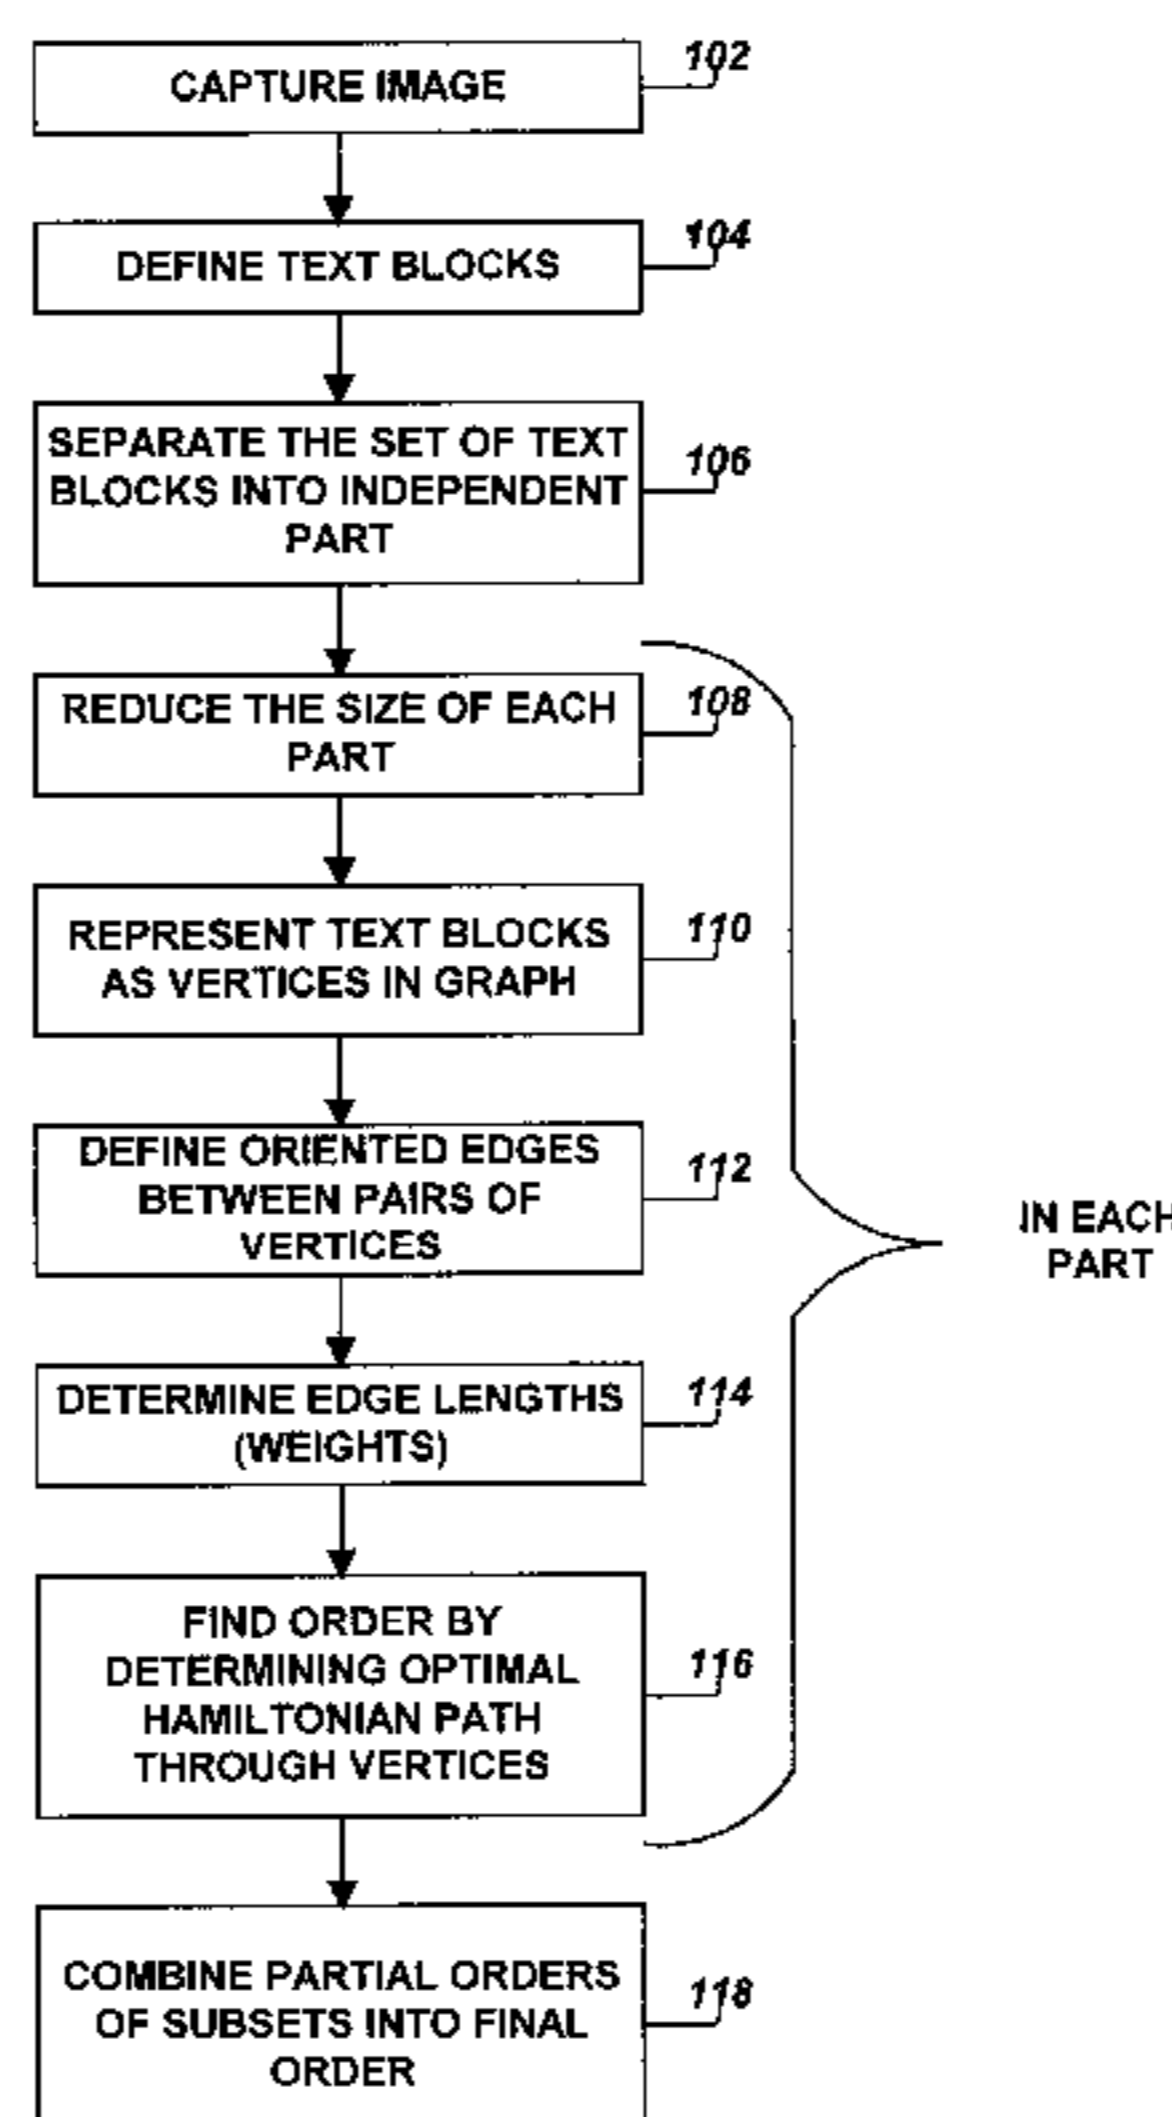 CAPTURE IMAGE
102
DEFINE TEXT BLOCKS
104
SEPARATE THE SET OF TEXT
BLOCKS INTO INDEPENDENT
PART
106
REDUCE THE SIZE OF EACH
PART
108
REPRESENT TEXT BLOCKS
AS VERTICES IN GRAPH
110
DEFINE ORIENTED EDGES
BETWEEN PAIRS OF
VERTICES
112
IN EACH
PART
DETERMINE EDGE LENGTHS
(WEIGHTS)
114
FIND ORDER BY
DETERMINING OPTIMAL
HAMILTONIAN PATH
THROUGH VERTICES
116
COMBINE PARTIAL ORDERS
OF SUBSETS INTO FINAL
ORDER
118